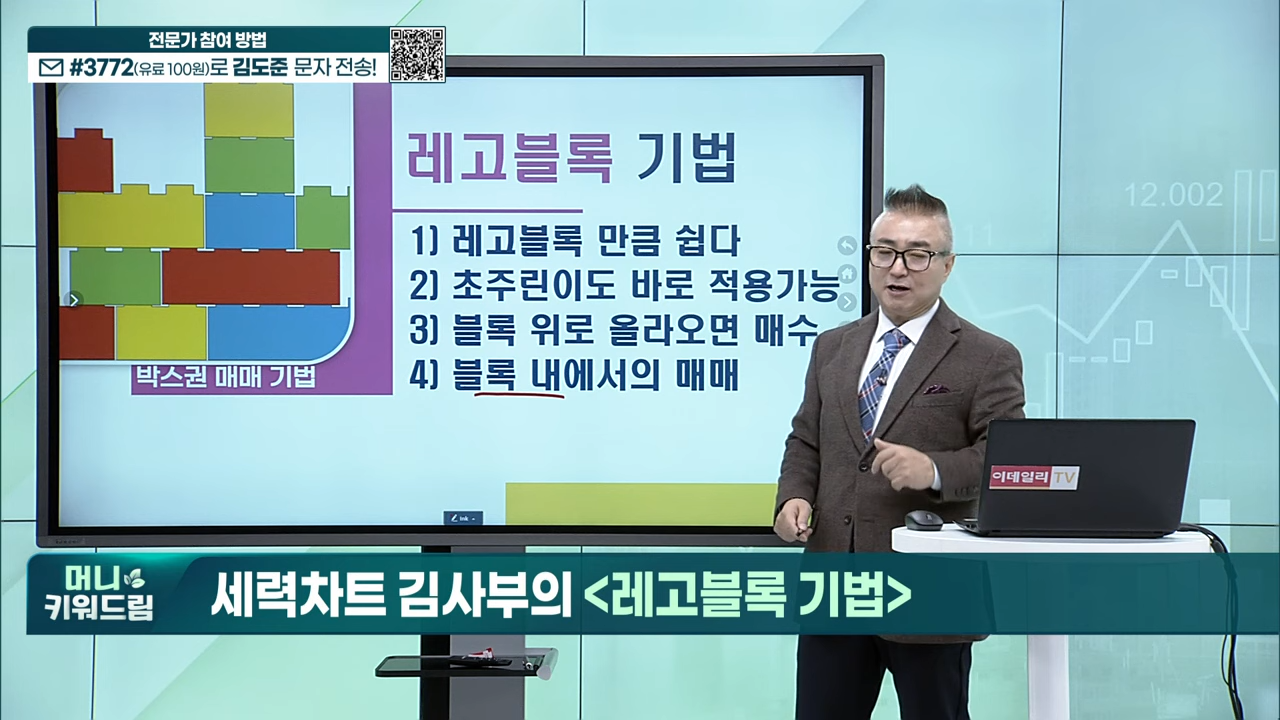 전문가 참여 방법
#3772(유료 100원)로 김도준 문자 전송!
레고블록 기법
1) 레고블록 만큼 쉽다
2) 초주린이도 바로 적용가능
3) 블록 위로 올라오면 매수
4) 블록 내에서의 매매
박스권 매매 기법
Ink
12.002
11
이데일리TV
머니
키워드림
세력차트 김사부의 <레고블록 기법>